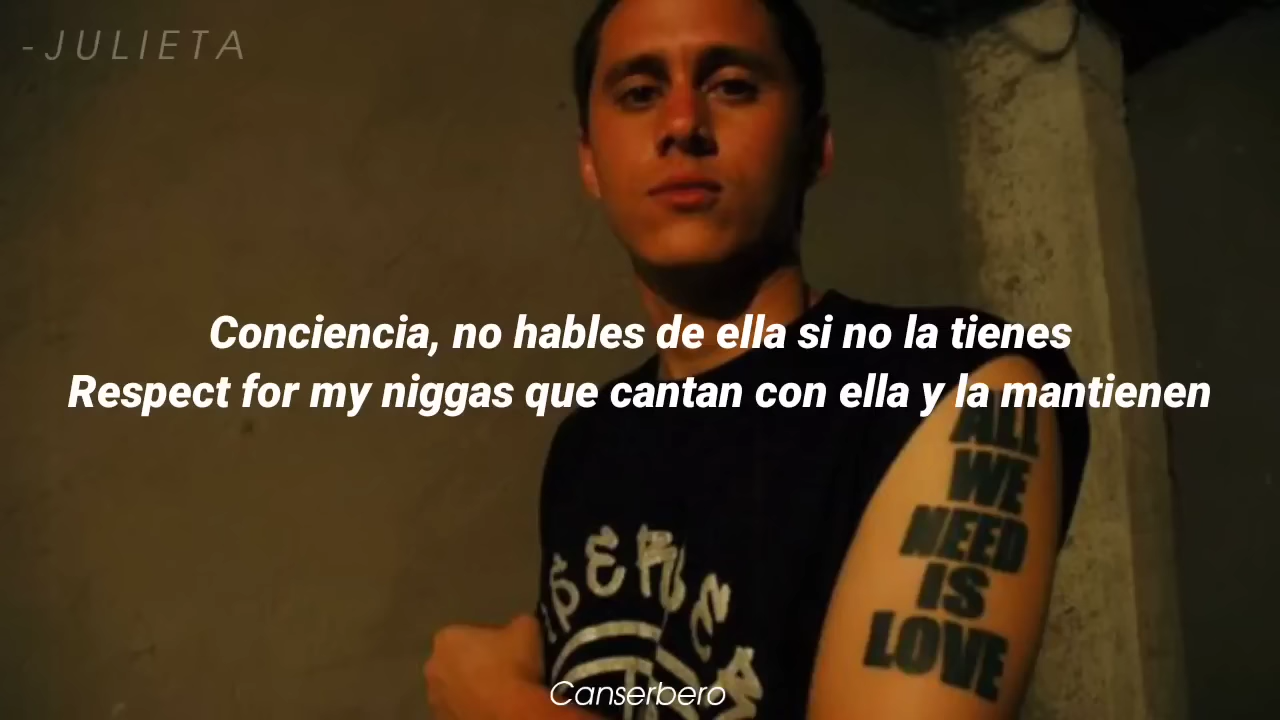 -JULIETA
Conciencia, no hables de ella si no la tienes
Respect for my niggas que cantan con ella y la mantienen
ALL
WE
NEED
IS
LOVE
Canserbero